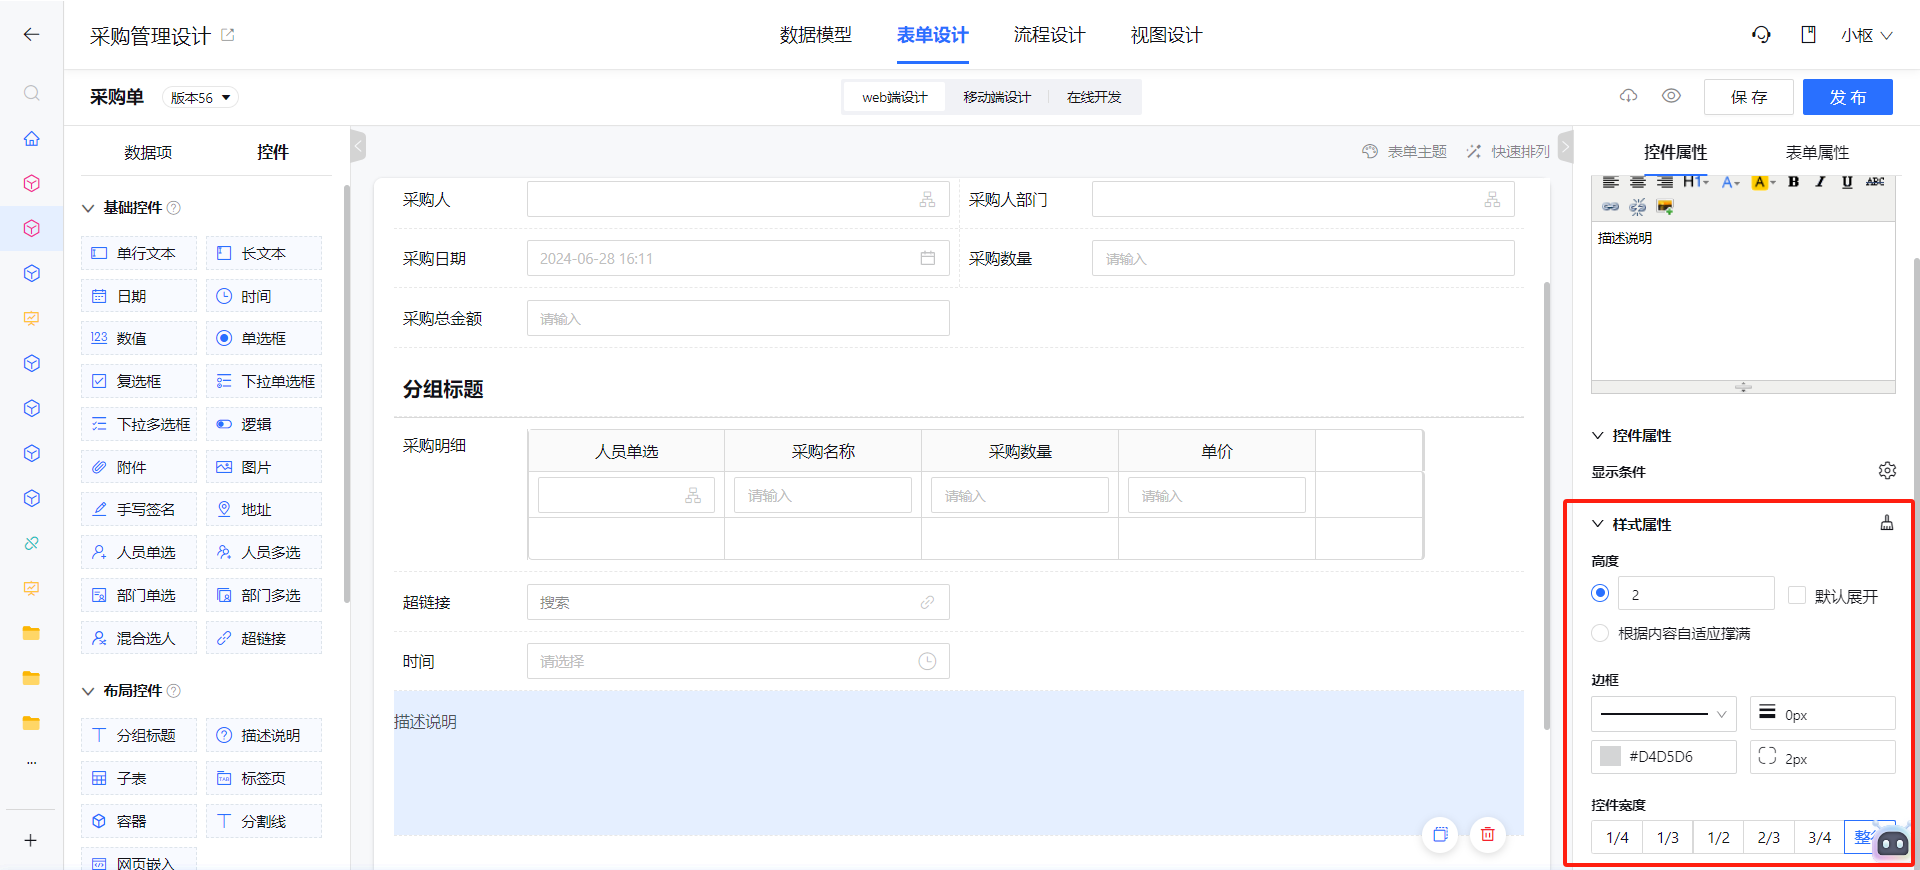 采购管理设计
数据模型 表单设计 流程设计 视图设计
小枢
采购单 版本56
web端设计 移动端设计 在线开发
保 存 发 布
数据项 控件
基础控件
单行文本 长文本
日期 时间
123 数值 单选框
复选框 下拉单选框
下拉多选框 逻辑
附件 图片
手写签名 地址
人员单选 人员多选
部门单选 部门多选
混合选人 超链接
布局控件
分组标题 描述说明
子表 TAB 标签页
容器 分割线
网页嵌入
...
表单主题 快速排列
采购人 采购人部门
采购日期 2024-06-28 16:11 采购数量 请输入
采购总金额 请输入
分组标题
采购明细 人员单选 采购名称 采购数量 单价
请输入 请输入 请输入
超链接 搜索
时间 请选择
描述说明
控件属性 表单属性
H1 A A B I U ABC
描述说明
控件属性
显示条件
样式属性
高度
2 默认展开
根据内容自适应撑满
边框
0px
#D4D5D6 2px
控件宽度
1/4 1/3 1/2 2/3 3/4 整